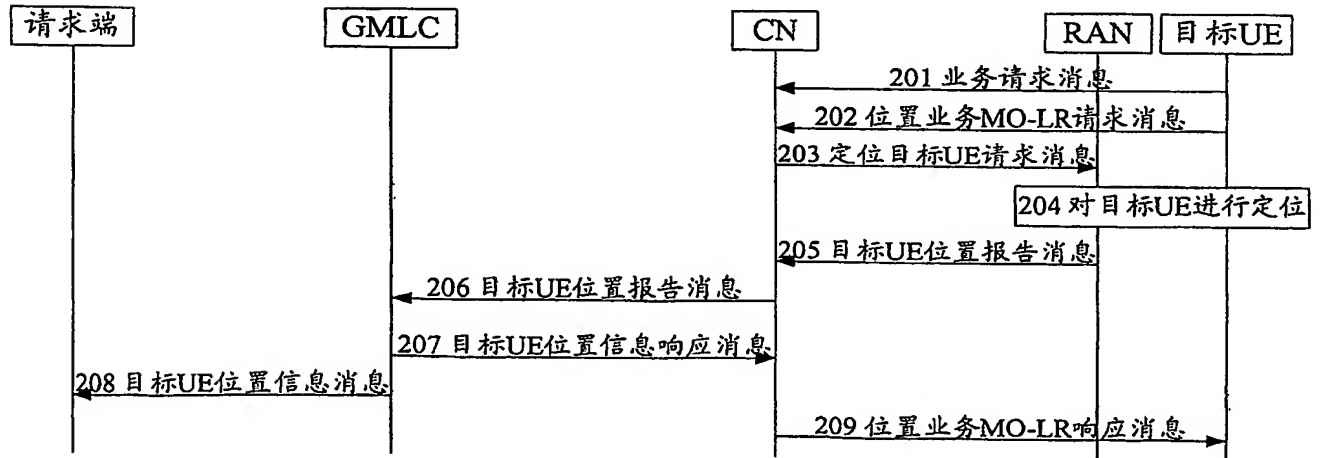 请求端
GMLC
CN
RAN
目标UE
201 业务请求消息
202 位置业务MO-LR请求消息
203 定位目标UE请求消息
204 对目标UE进行定位
205 目标UE位置报告消息
206 目标UE位置报告消息
207 目标UE位置信息响应消息
208 目标UE位置信息消息
209 位置业务MO-LR响应消息